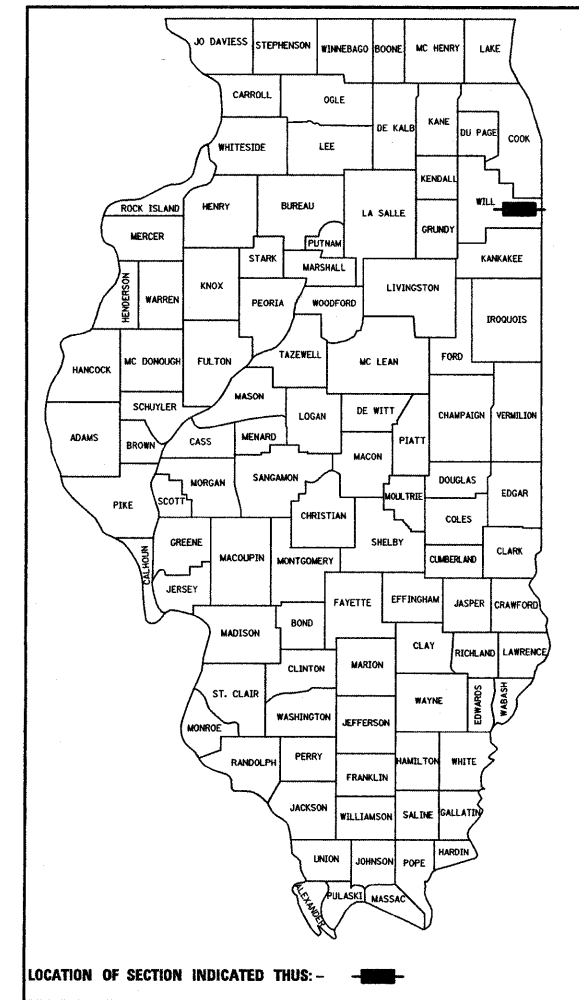 JO DAVIESS STEPHENSON WINNEBAGO BOONE MC HENRY LAKE
CARROLL OGLE DE KALB KANE DU PAGE COOK
WHITESIDE LEE
KENDALL
ROCK ISLAND HENRY BUREAU LA SALLE WILL
MERCER PUTNAM GRUNDY
STARK MARSHALL KANKAKEE
HENDERSON WARREN KNOX PEORIA WOODFORD LIVINGSTON
IROQUOIS
HANCOCK MC DONOUGH FULTON TAZEWELL MC LEAN FORD
MASON
SCHUYLER LOGAN DE WITT CHAMPAIGN VERMILION
ADAMS BROWN CASS MENARD PIATT
MACON
PIKE SCOTT MORGAN SANGAMON MOULTRIE DOUGLAS EDGAR
CHRISTIAN COLES
CALHOUN GREENE MACOUPIN MONTGOMERY SHELBY CUMBERLAND CLARK
JERSEY FAYETTE EFFINGHAM JASPER CRAWFORD
MADISON BOND
CLAY RICHLAND LAWRENCE
CLINTON MARION
ST. CLAIR WAYNE EDWARDS WABASH
WASHINGTON JEFFERSON
MONROE
RANDOLPH PERRY HAMILTON WHITE
FRANKLIN
JACKSON WILLIAMSON SALINE GALLATIN
UNION JOHNSON POPE HARDIN
ALEXANDER PULASKI MASSAC
LOCATION OF SECTION INDICATED THUS: -